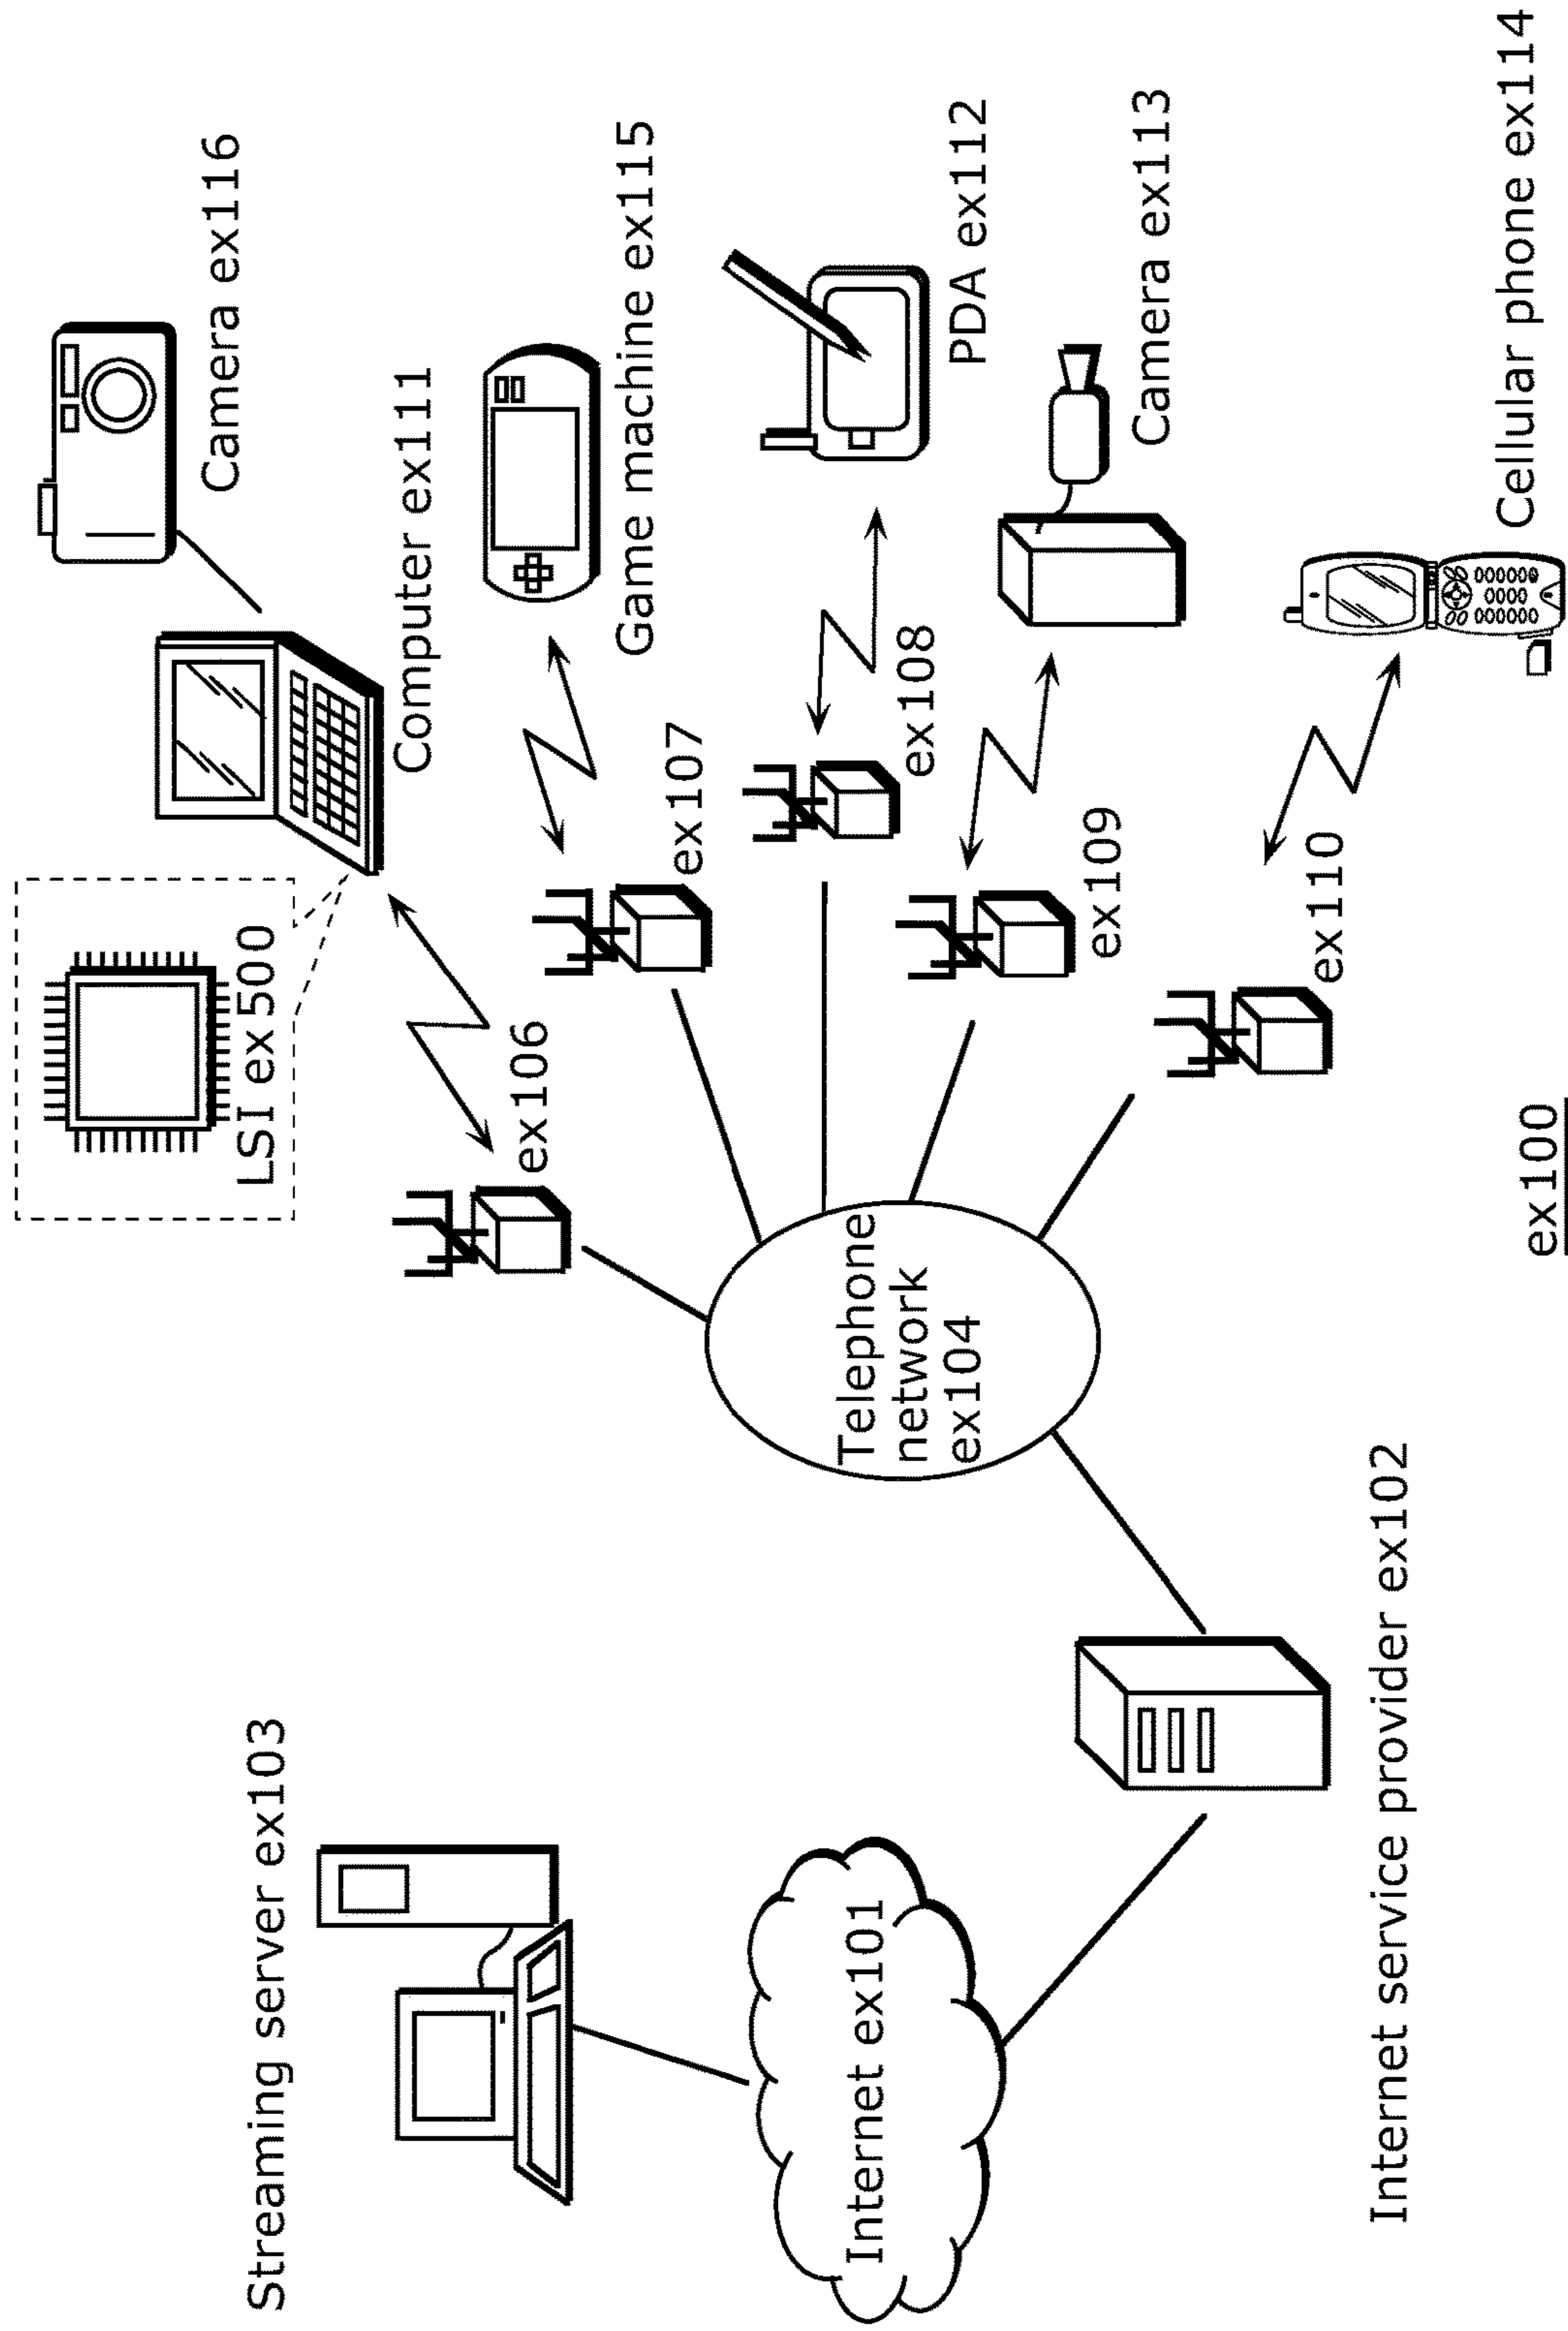 LSI ex500
Camera ex116
Streaming server ex103
Computer ex111
ex106
Game machine ex115
ex107
Telephone
network
ex104
Internet ex101
ex108
PDA ex112
ex109
Camera ex113
ex110
Internet service provider ex102
Cellular phone ex114
ex100